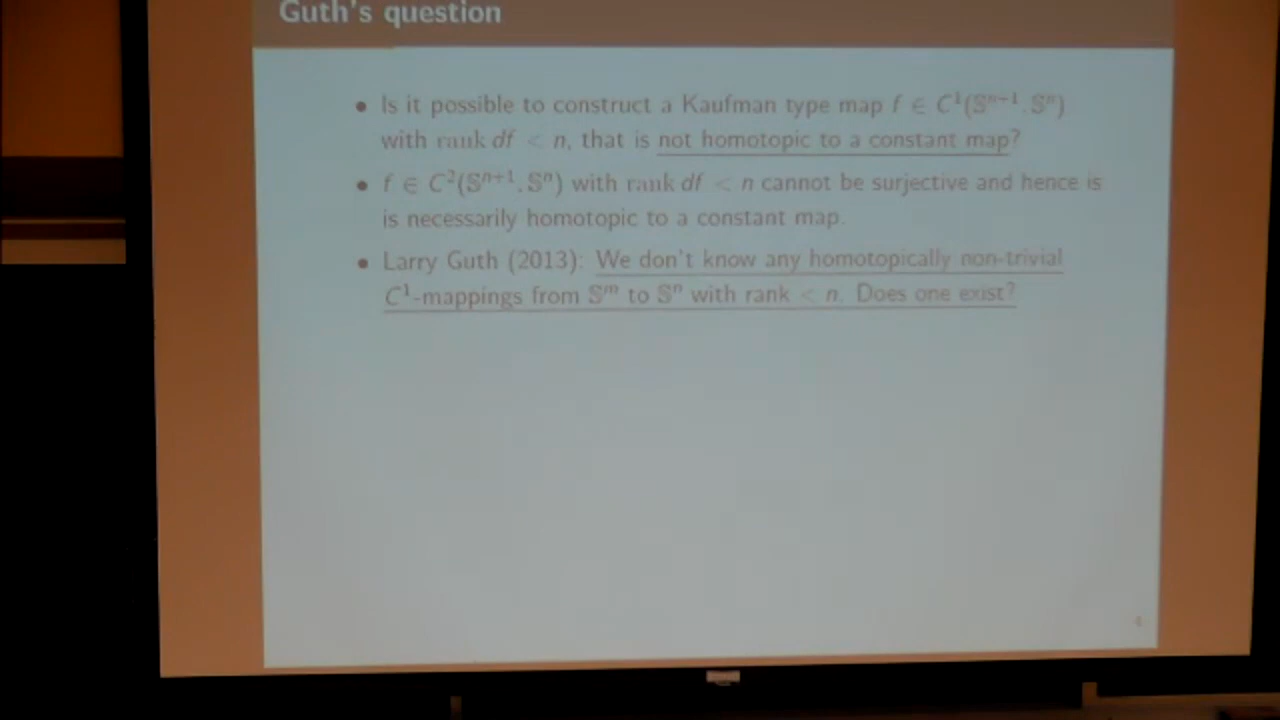 Guth's question
• Is it possible to construct a Kaufman type map f ∈ C¹(𝕊ⁿ⁺¹, 𝕊ⁿ)
with rank df < n, that is not homotopic to a constant map?
• f ∈ C²(𝕊ⁿ⁺¹, 𝕊ⁿ) with rank df < n cannot be surjective and hence is
is necessarily homotopic to a constant map.
• Larry Guth (2013): We don't know any homotopically non-trivial
C¹-mappings from 𝕊ᵐ to 𝕊ⁿ with rank < n. Does one exist?